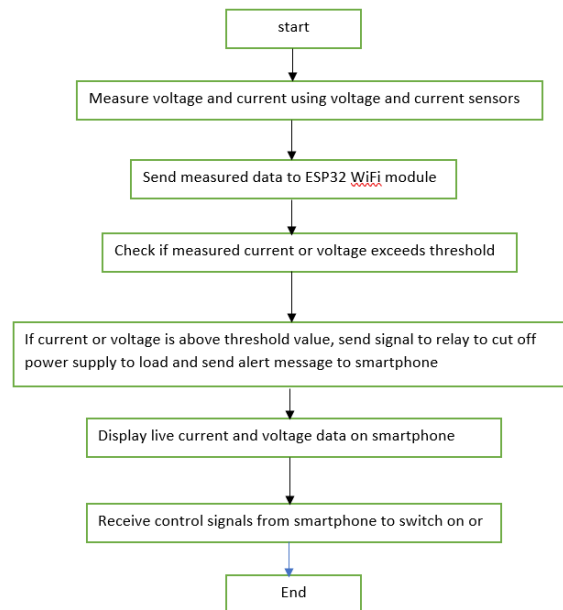 start
Measure voltage and current using voltage and current sensors
Send measured data to ESP32 WiFi module
Check if measured current or voltage exceeds threshold
If current or voltage is above threshold value, send signal to relay to cut off
power supply to load and send alert message to smartphone
Display live current and voltage data on smartphone
Receive control signals from smartphone to switch on or
End